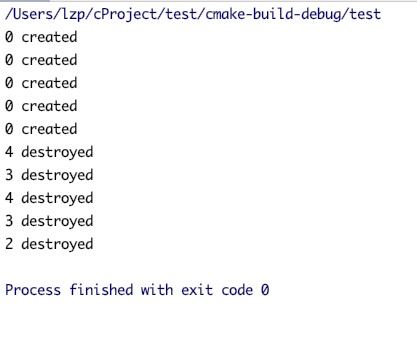 /Users/lzp/cProject/test/cmake-build-debug/test
0 created
0 created
0 created
0 created
0 created
4 destroyed
3 destroyed
4 destroyed
3 destroyed
2 destroyed
Process finished with exit code 0